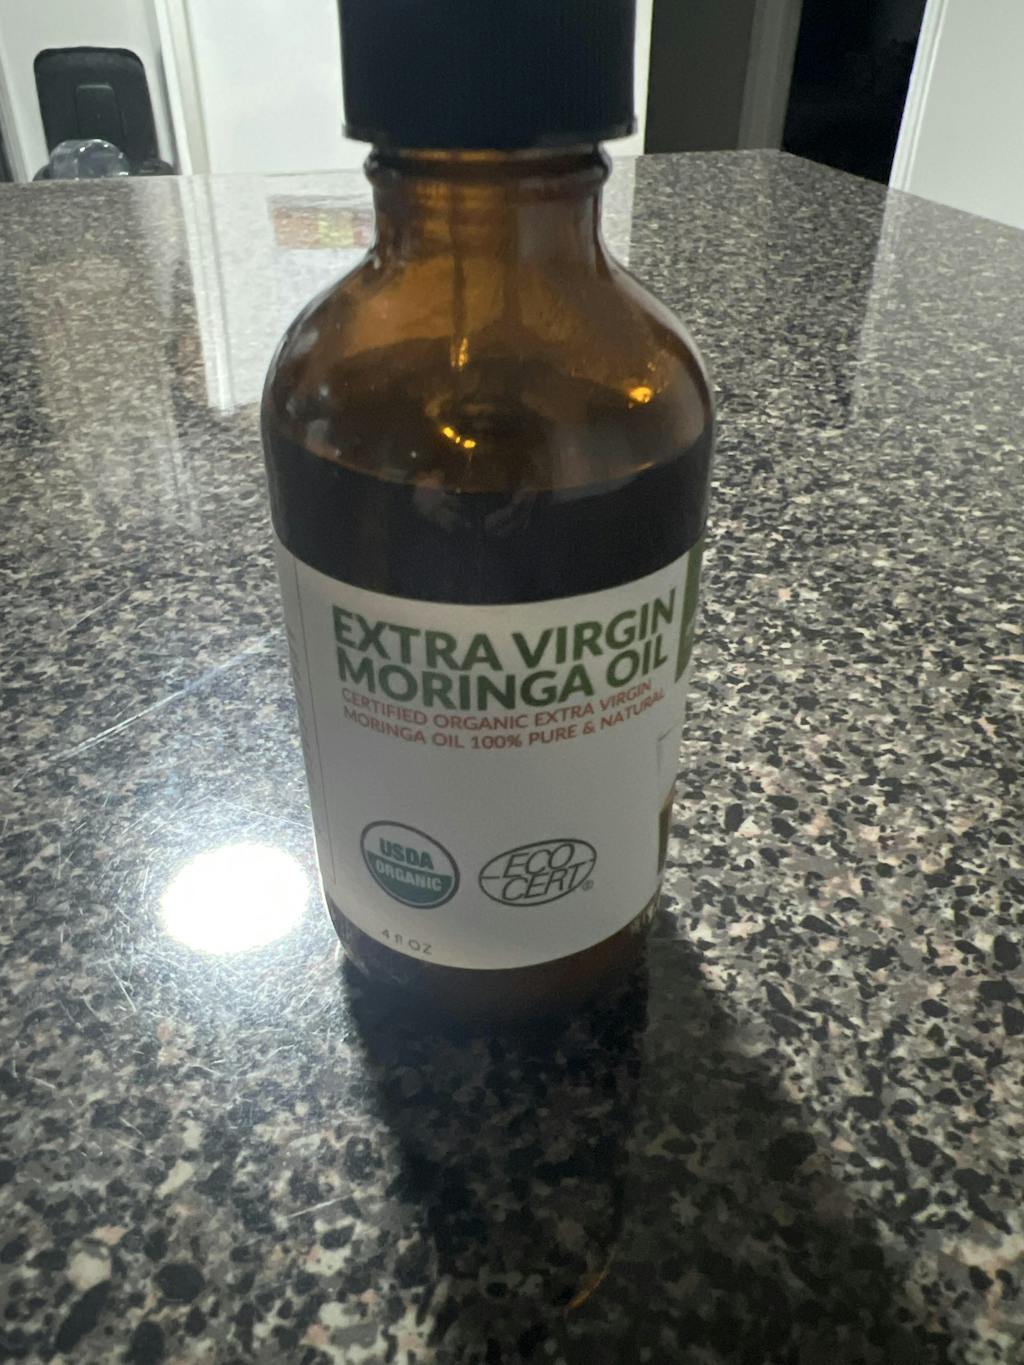 EXTRA VIRGIN
MORINGA OIL
CERTIFIED ORGANIC EXTRA VIRGIN
MORINGA OIL 100% PURE & NATURAL
USDA
ORGANIC
ECO
CERT®
4 fl OZ